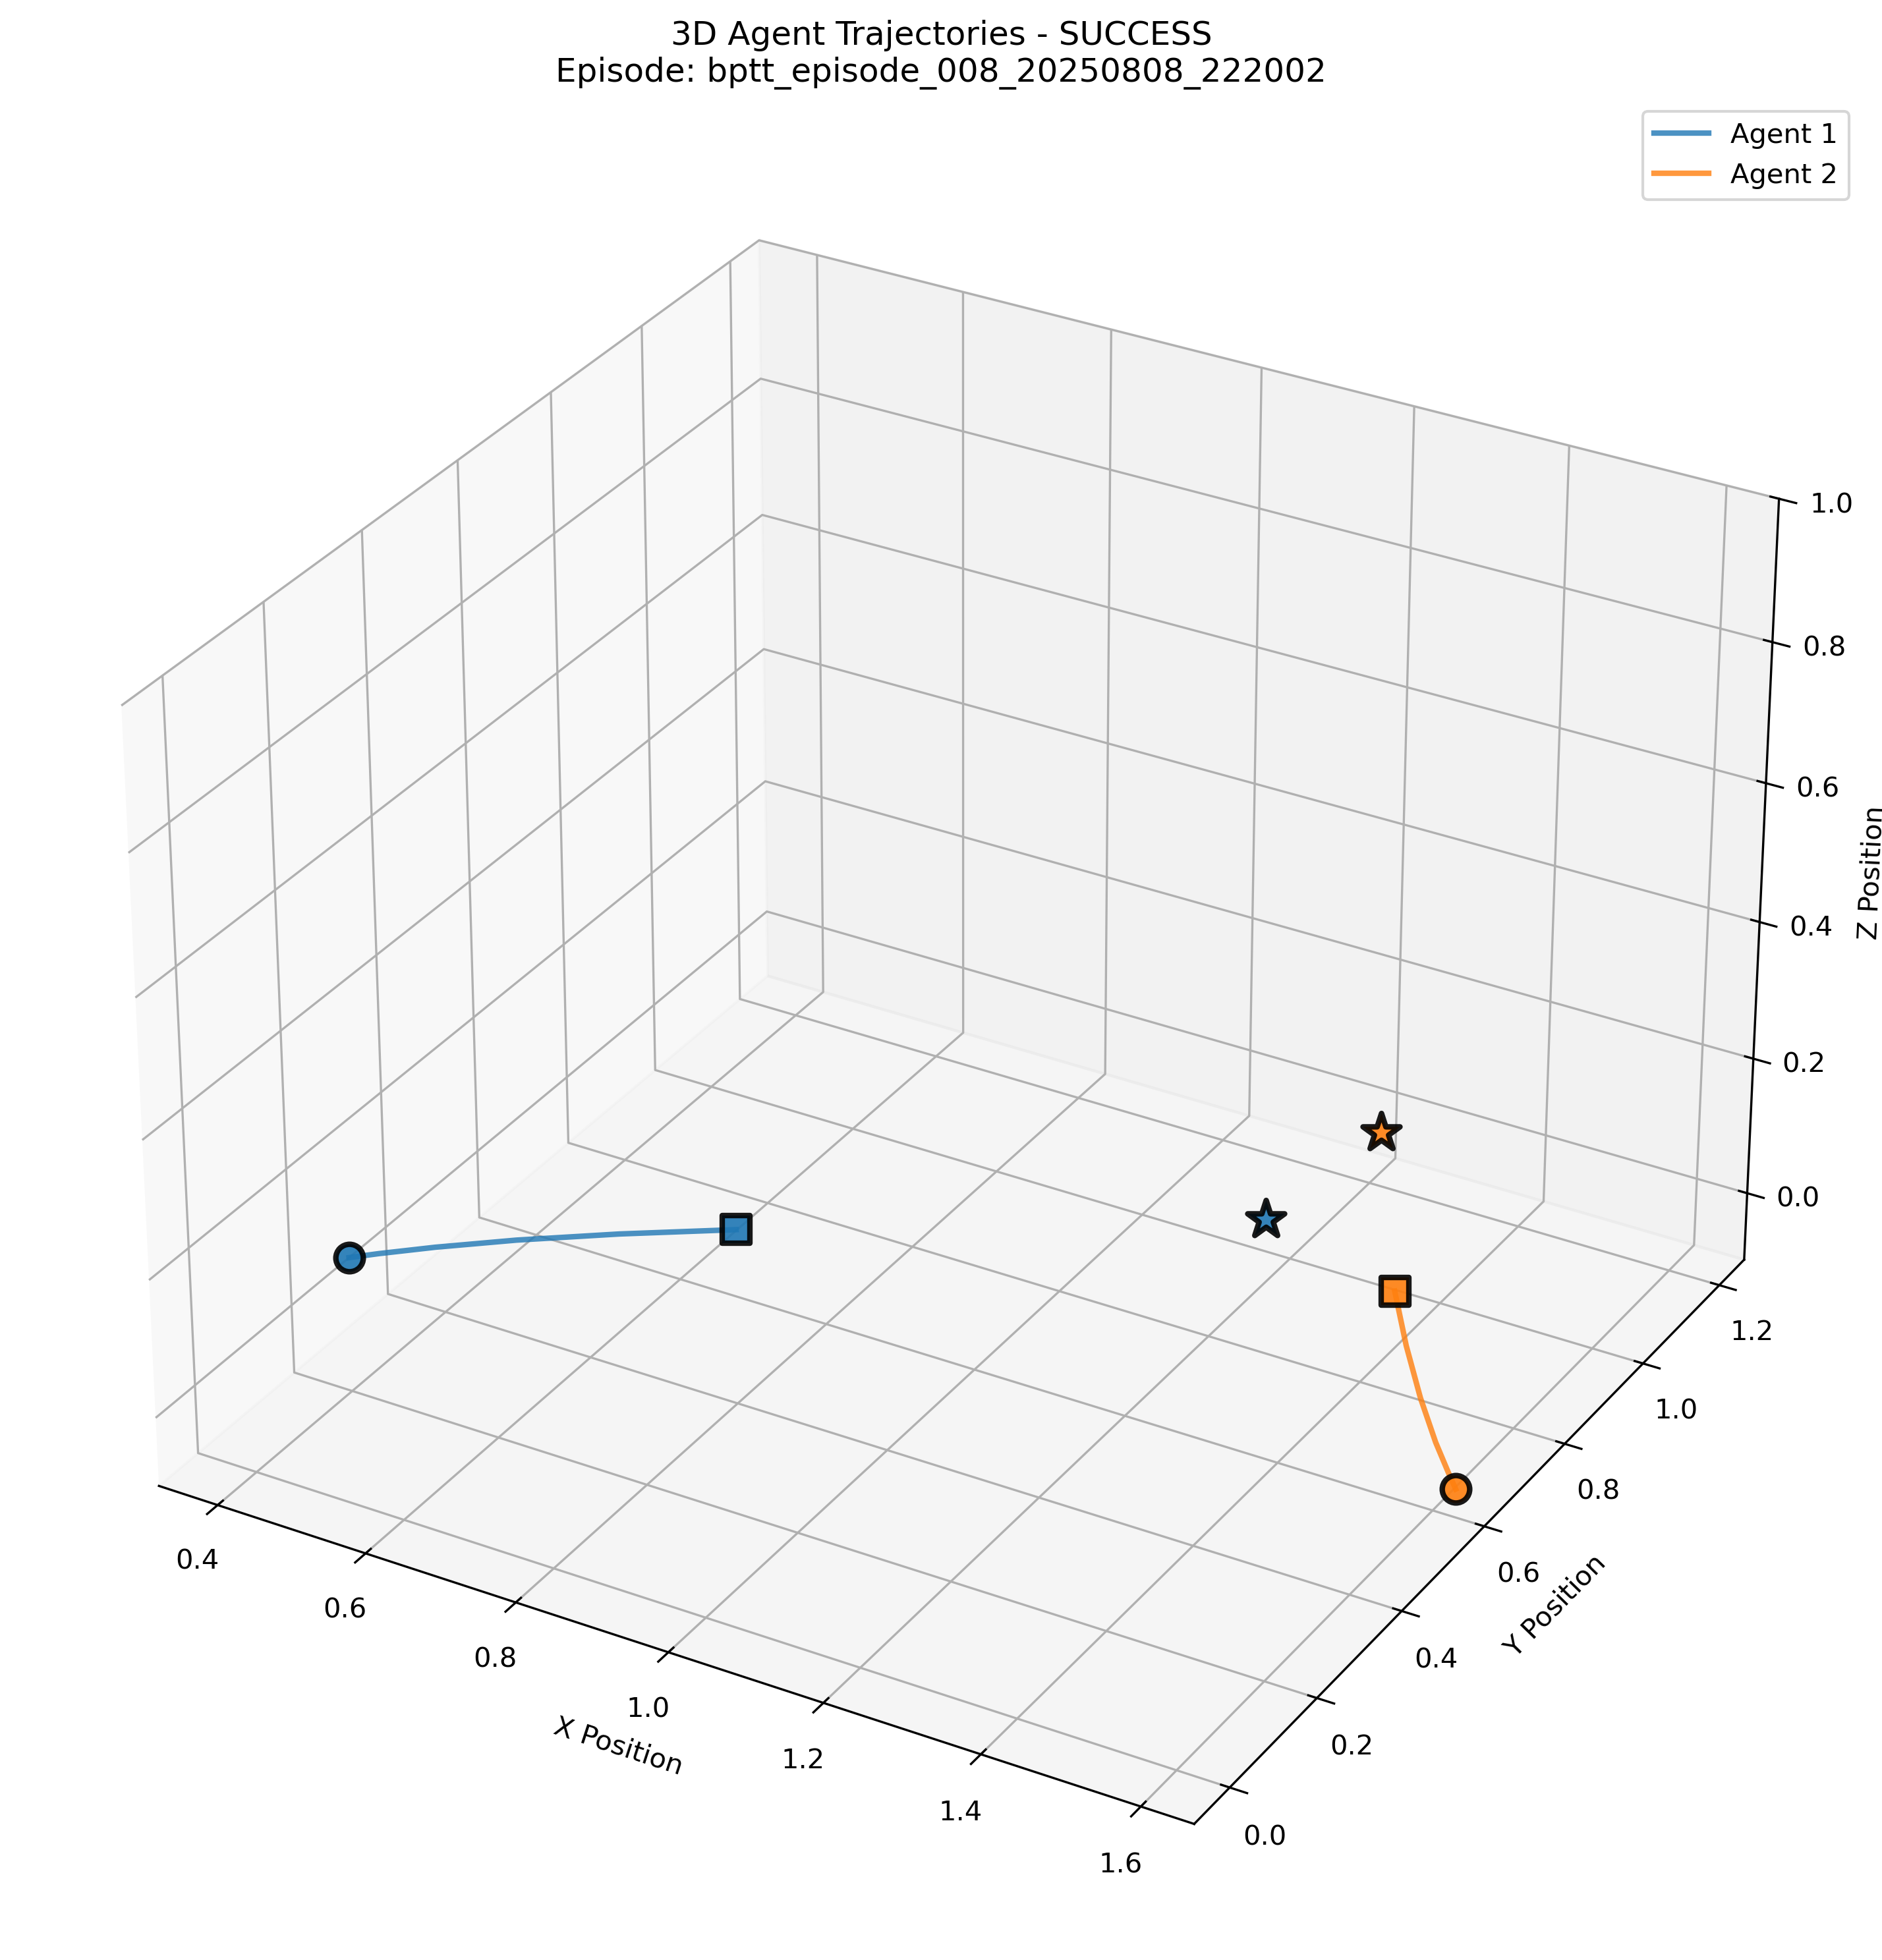 3D Agent Trajectories - SUCCESS
Episode: bptt_episode_008_20250808_222002
Agent 1
Agent 2
1.0
0.8
0.6
0.4
0.2
0.0
Z Position
1.2
1.0
0.8
0.6
0.4
0.2
0.0
Y Position
0.4
0.6
0.8
1.0
1.2
1.4
1.6
X Position